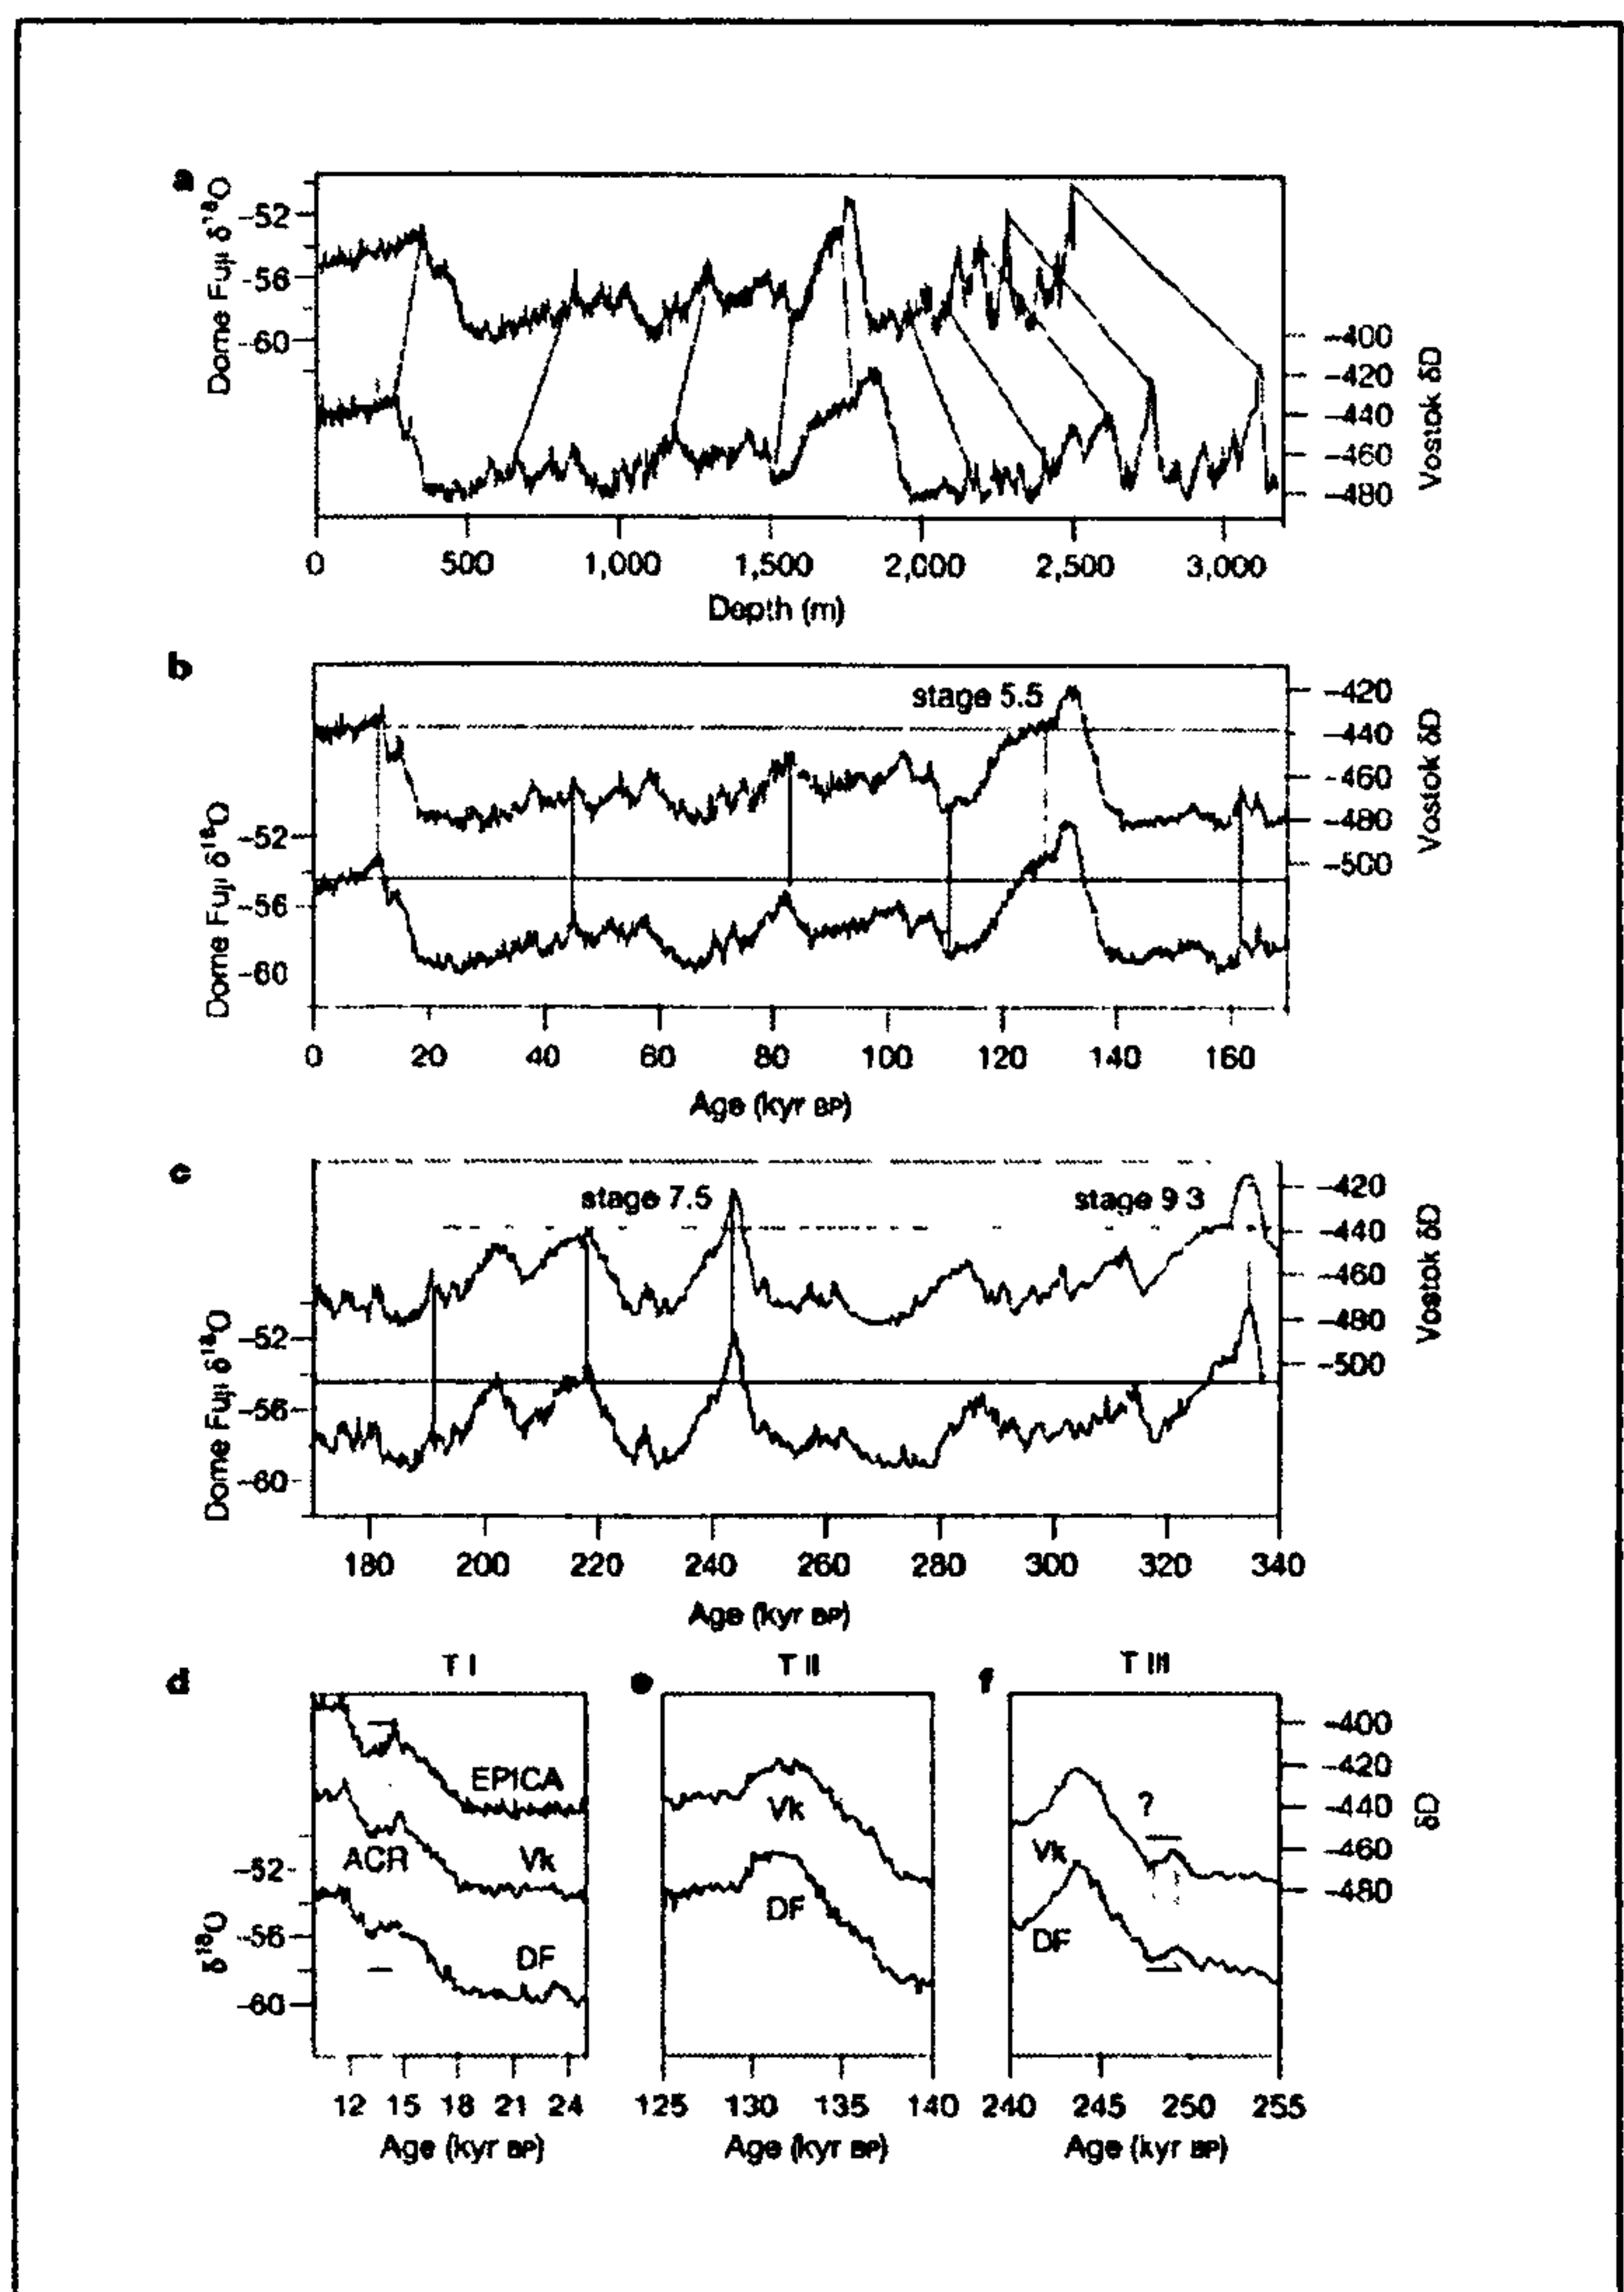 a
Dome Fuji δ¹⁸O
-52
-56
-60
-400
-420
-440
-460
-480
Vostok δD
0 500 1,000 1,500 2,000 2,500 3,000
Depth (m)
b
stage 5.5
-420
-440
-460
-480
-500
Vostok δD
Dome Fuji δ¹⁸O
-52
-56
-60
0 20 40 60 80 100 120 140 160
Age (kyr BP)
c
stage 7.5 stage 9 3
-420
-440
-460
-480
-500
Vostok δD
Dome Fuji δ¹⁸O
-52
-56
-60
180 200 220 240 260 280 300 320 340
Age (kyr BP)
d T I e T II f T III
EPICA
ACR Vk
DF
Vk
DF
?
Vk
DF
δ¹⁸O
-52
-56
-60
-400
-420
-440
-460
-480
δD
12 15 18 21 24 125 130 135 140 240 245 250 255
Age (kyr BP) Age (kyr BP) Age (kyr BP)